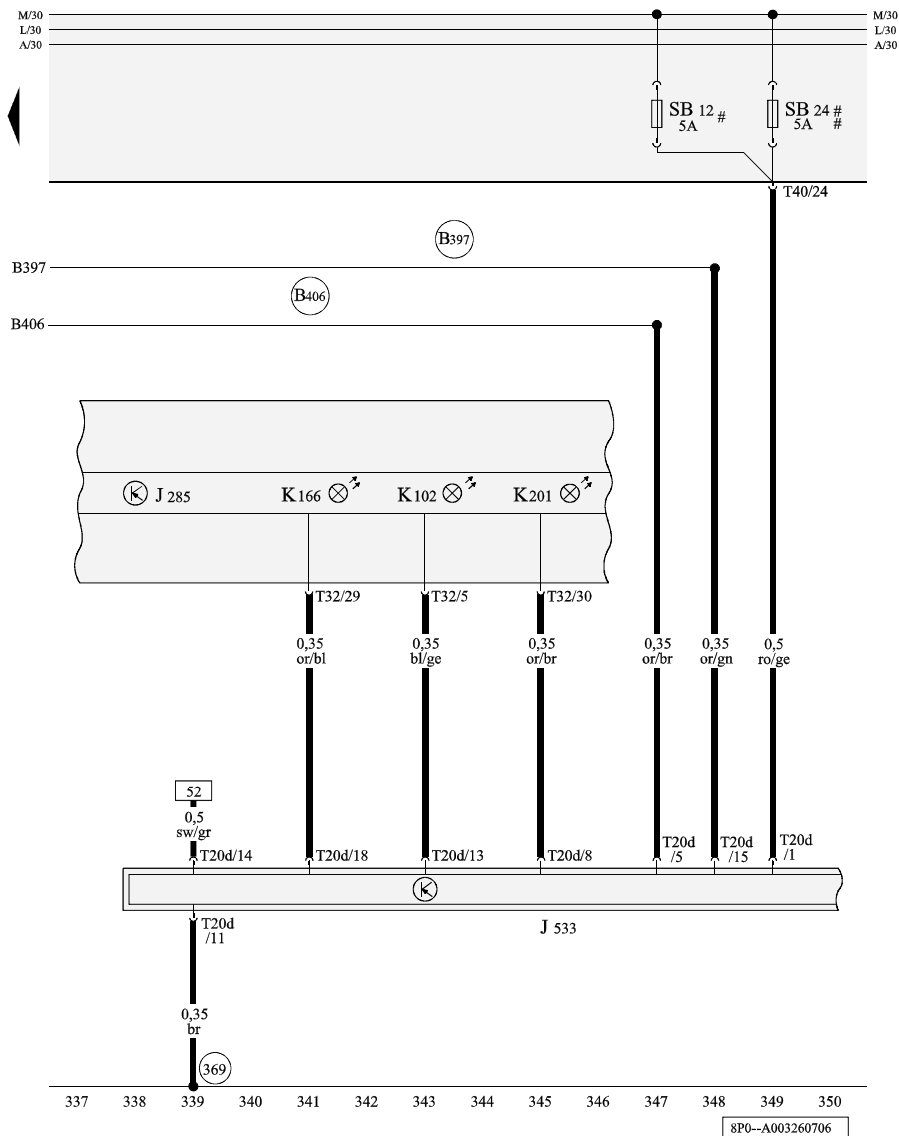 M/30 M/30
L/30 L/30
A/30 A/30
SB 12 # SB 24 #
5A 5A #
T40/24
B397
B397
B406
B406
J 285 K166 K102 K201
T32/29 T32/5 T32/30
0,35 0,35 0,35 0,35 0,35 0,5
or/bl bl/ge or/br or/br or/gn ro/ge
52
0,5
sw/gr
T20d/14 T20d/18 T20d/13 T20d/8 T20d T20d T20d
/5 /15 /1
T20d
/11
J 533
0,35
br
369
337 338 339 340 341 342 343 344 345 346 347 348 349 350
8P0--A003260706